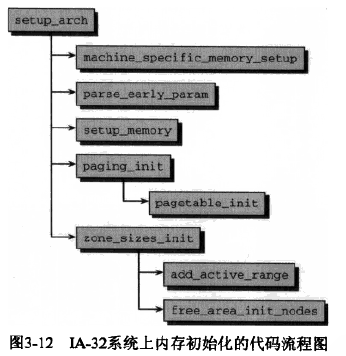 setup_arch
machine_specific_memory_setup
parse_early_param
setup_memory
paging_init
pagetable_init
zone_sizes_init
add_active_range
free_area_init_nodes
图3-12 IA-32系统上内存初始化的代码流程图